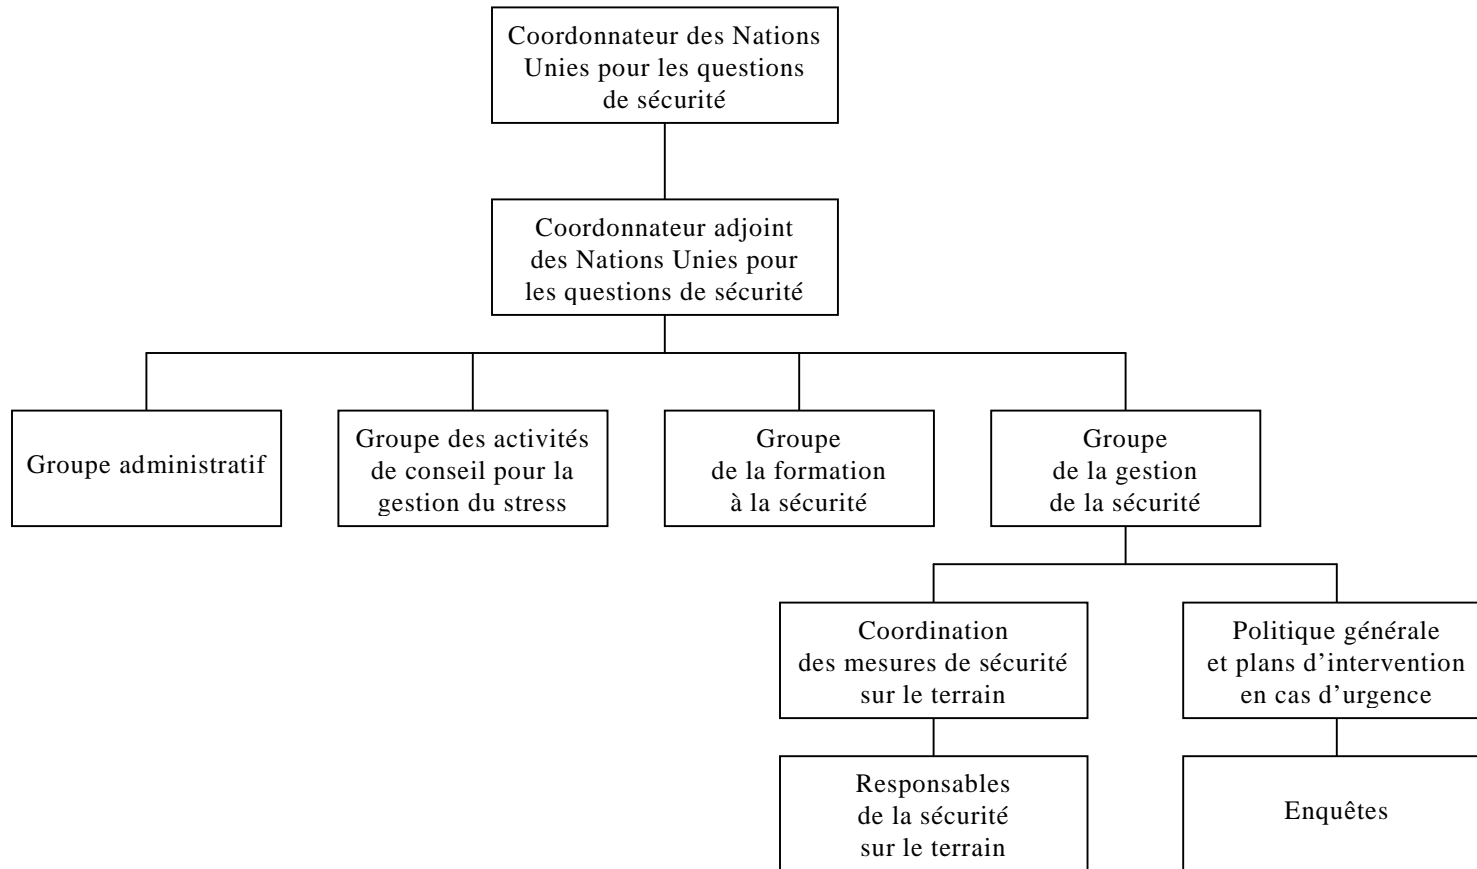 Coordonnateur des Nations
Unies pour les questions
de sécurité
Coordonnateur adjoint
des Nations Unies pour
les questions de sécurité
Groupe administratif
Groupe des activités
de conseil pour la
gestion du stress
Groupe
de la formation
à la sécurité
Groupe
de la gestion
de la sécurité
Coordination
des mesures de sécurité
sur le terrain
Politique générale
et plans d’intervention
en cas d’urgence
Responsables
de la sécurité
sur le terrain
Enquêtes